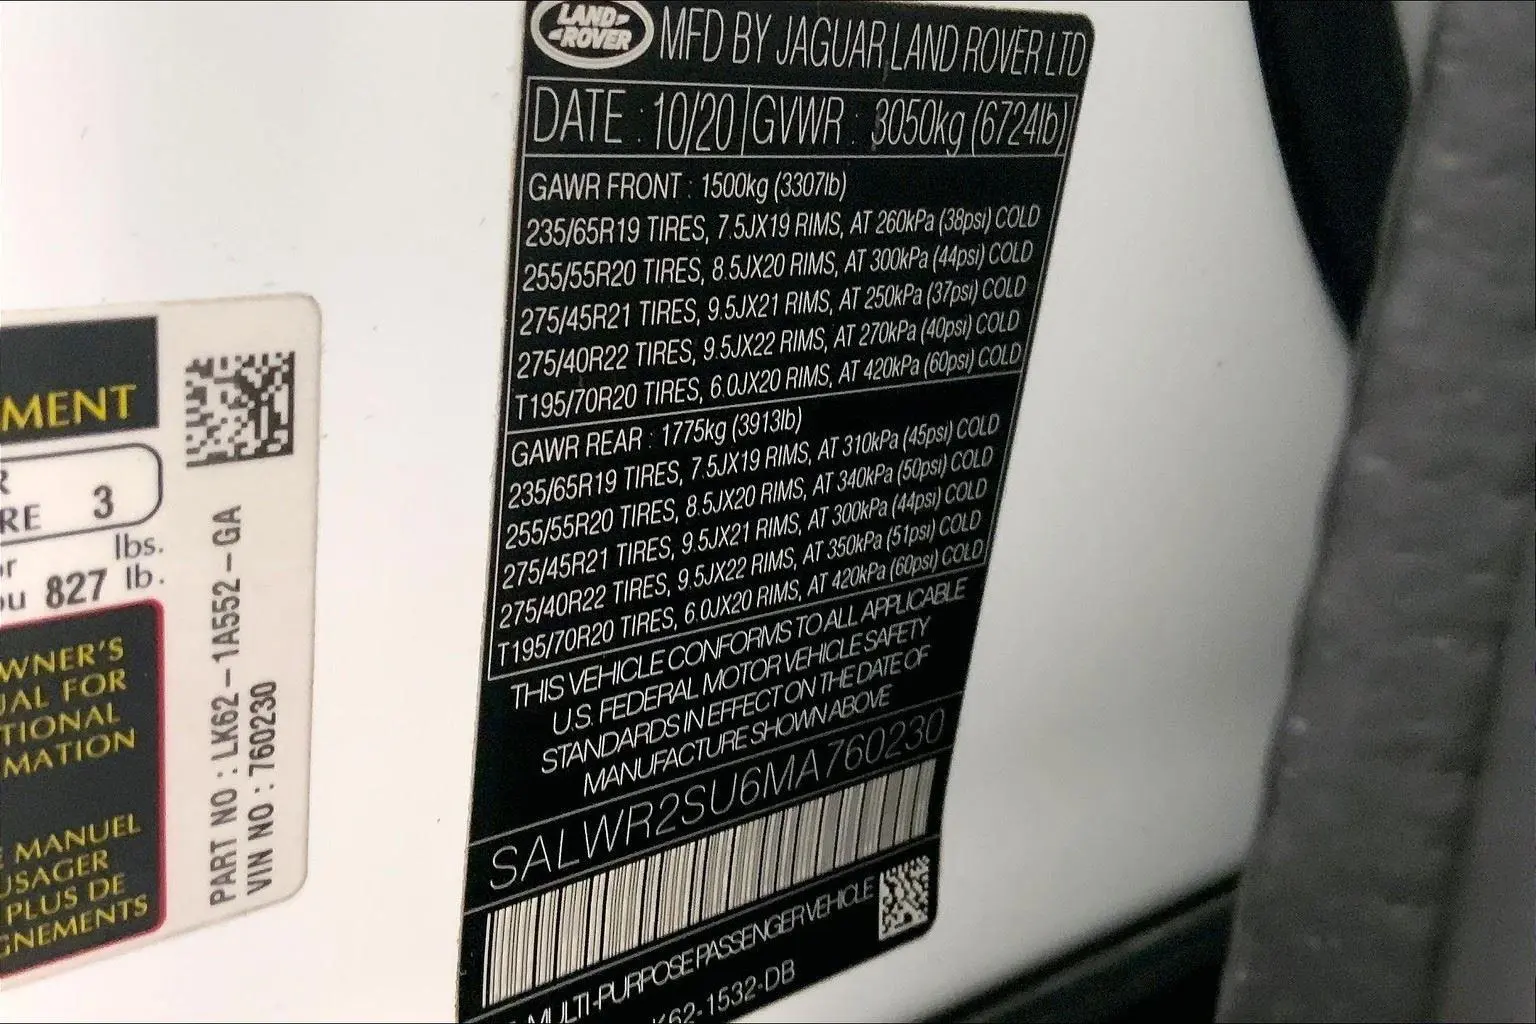 LAND-
-ROVER
MFD BY JAGUAR LAND ROVER LTD
DATE : 10/20 GVWR : 3050kg (6724lb)
GAWR FRONT : 1500kg (3307lb)
235/65R19 TIRES, 7.5JX19 RIMS, AT 260kPa (38psi) COLD
255/55R20 TIRES, 8.5JX20 RIMS, AT 300kPa (44psi) COLD
275/45R21 TIRES, 9.5JX21 RIMS, AT 250kPa (37psi) COLD
275/40R22 TIRES, 9.5JX22 RIMS, AT 270kPa (40psi) COLD
T195/70R20 TIRES, 6.0JX20 RIMS, AT 420kPa (60psi) COLD
GAWR REAR : 1775kg (3913lb)
235/65R19 TIRES, 7.5JX19 RIMS, AT 310kPa (45psi) COLD
255/55R20 TIRES, 8.5JX20 RIMS, AT 340kPa (50psi) COLD
275/45R21 TIRES, 9.5JX21 RIMS, AT 300kPa (44psi) COLD
275/40R22 TIRES, 9.5JX22 RIMS, AT 350kPa (51psi) COLD
T195/70R20 TIRES, 6.0JX20 RIMS, AT 420kPa (60psi) COLD
THIS VEHICLE CONFORMS TO ALL APPLICABLE
U.S. FEDERAL MOTOR VEHICLE SAFETY
STANDARDS IN EFFECT ON THE DATE OF
MANUFACTURE SHOWN ABOVE
SALWR2SU6MA760230
MULTI-PURPOSE PASSENGER VEHICLE
K62-1532-DB
MENT
R
RE 3
lbs.
ou 827 lb.
WNER'S
UAL FOR
TIONAL
MATION
E MANUEL
USAGER
PLUS DE
GNEMENTS
PART NO : LK62-1A552-GA
VIN NO : 760230